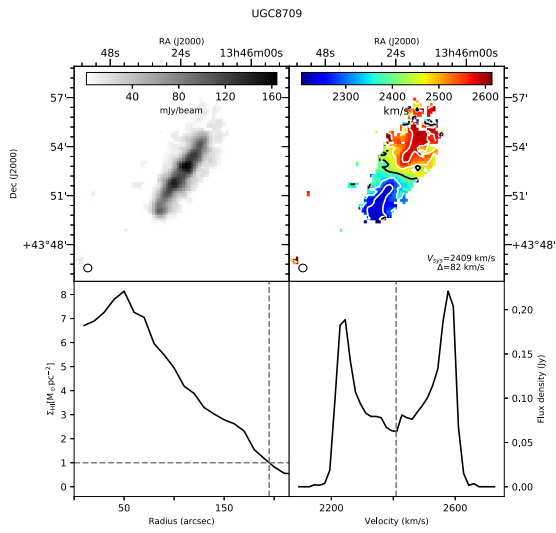 UGC8709
RA (J2000)
RA (J2000)
48s 24s 13h46m00s
48s 24s 13h46m00s
40 80 120 160
mJy/beam
2300 2400 2500 2600
km/s
Dec (J2000)
57'
54'
51'
+43°48'
57'
54'
51'
+43°48'
V_sys=2409 km/s
Δ=82 km/s
Σ_HI[M_⊙ pc⁻²]
8
7
6
5
4
3
2
1
0
50 150
Radius (arcsec)
2200 2600
Velocity (km/s)
0.20
0.15
0.10
0.05
0.00
Flux density (Jy)